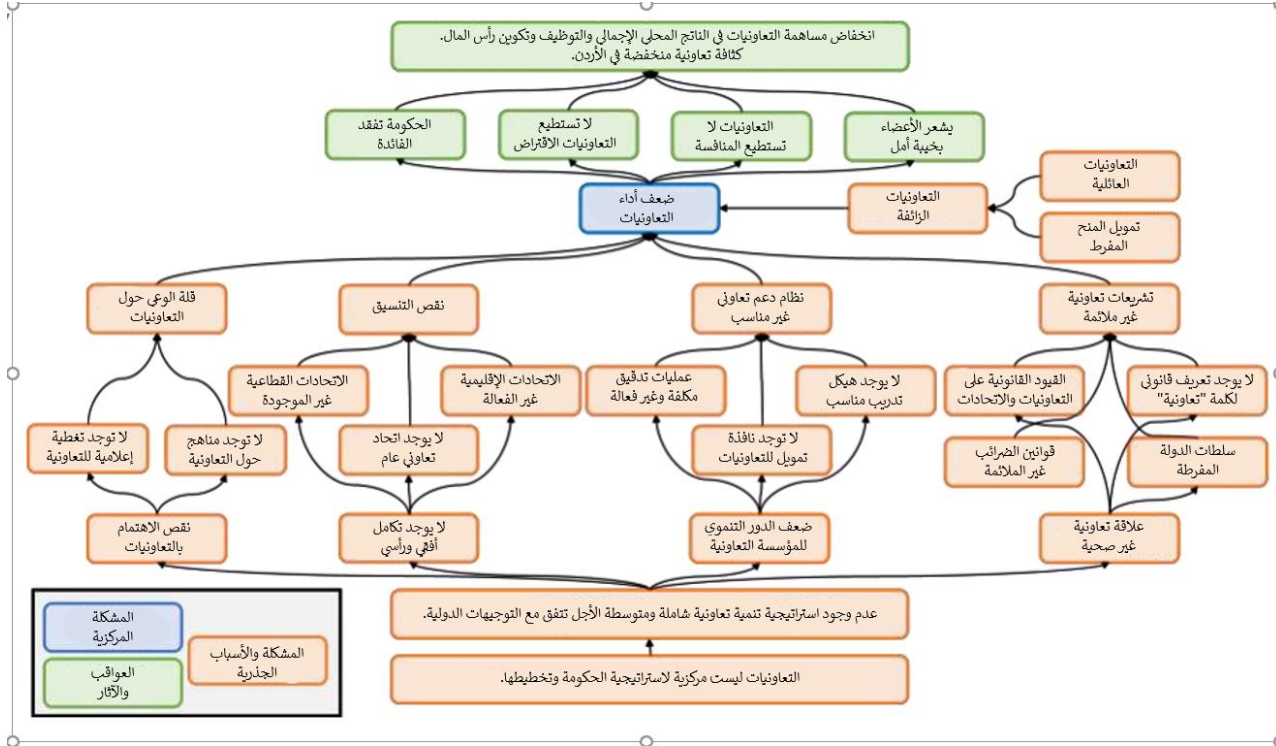 انخفاض مساهمة التعاونيات في الناتج المحلي الإجمالي والتوظيف وتكوين رأس المال.
كثافة تعاونية منخفضة في الأردن.
يشعر الأعضاء
بخيبة أمل
التعاونيات لا
تستطيع المنافسة
لا تستطيع
التعاونيات الاقتراض
الحكومة تفقد
الفائدة
التعاونيات
العائلية
تمويل المنح
المفرط
التعاونيات
الزائفة
ضعف أداء
التعاونيات
تشريعات تعاونية
غير ملائمة
نظام دعم تعاوني
غير مناسب
نقص التنسيق
قلة الوعي حول
التعاونيات
لا يوجد تعريف قانوني
لكلمة "تعاونية"
القيود القانونية على
التعاونيات والاتحادات
لا يوجد هيكل
تدريب مناسب
عمليات تدقيق
مكلفة وغير فعالة
الاتحادات الإقليمية
غير الفعالة
الاتحادات القطاعية
غير الموجودة
سلطات الدولة
المفرطة
قوانين الضرائب
غير الملائمة
لا توجد نافذة
تمويل للتعاونيات
لا يوجد اتحاد
تعاوني عام
لا توجد مناهج
حول التعاونية
لا توجد تغطية
إعلامية للتعاونية
علاقة تعاونية
غير صحية
ضعف الدور التنموي
للمؤسسة التعاونية
لا يوجد تكامل
أفقي ورأسي
نقص الاهتمام
بالتعاونيات
عدم وجود استراتيجية تنمية تعاونية شاملة ومتوسطة الأجل تتفق مع التوجيهات الدولية.
التعاونيات ليست مركزية لاستراتيجية الحكومة وتخطيطها.
المشكلة
المركزية
المشكلة والأسباب
الجذرية
العواقب
والآثار